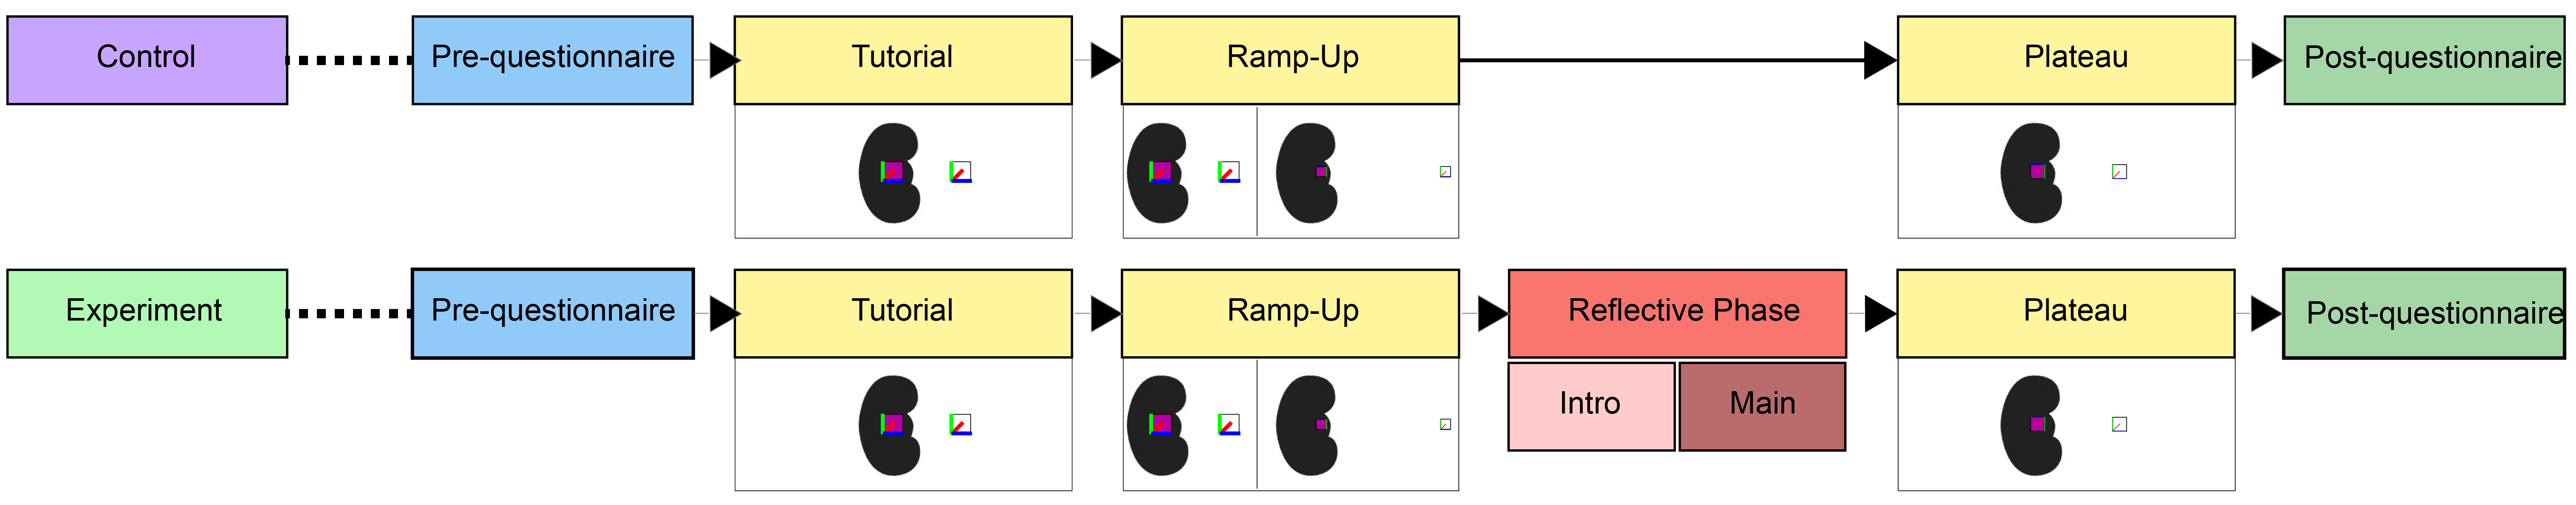 Control Pre-questionnaire Tutorial Ramp-Up Plateau Post-questionnaire
Experiment Pre-questionnaire Tutorial Ramp-Up Reflective Phase Plateau Post-questionnaire
Intro Main